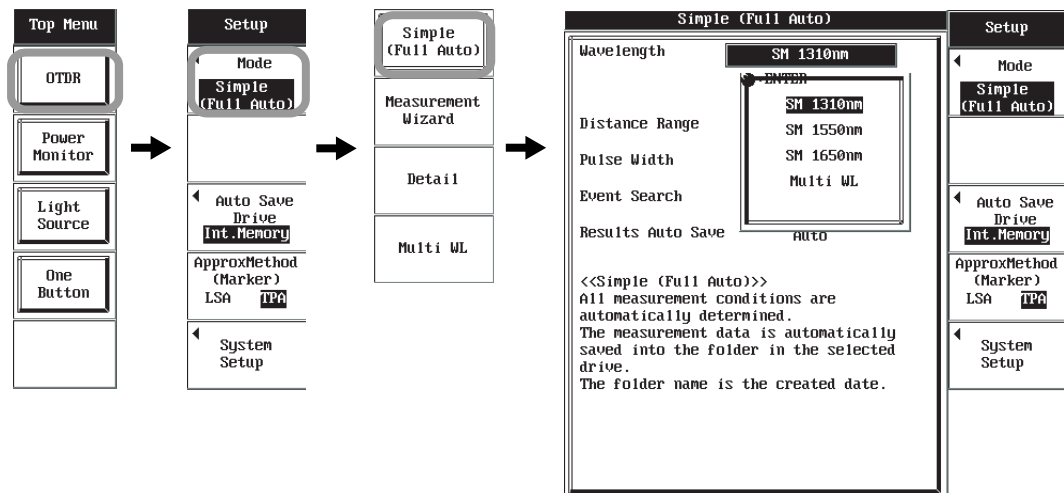 Top Menu
OTDR
Power
Monitor
Light
Source
One
Button
Setup
Mode
Simple
(Full Auto)
Auto Save
Drive
Int.Memory
ApproxMethod
(Marker)
LSA TPA
System
Setup
Simple
(Full Auto)
Measurement
Wizard
Detail
Multi WL
Simple (Full Auto)
Wavelength SM 1310nm
:ENTER
SM 1310nm
SM 1550nm
SM 1650nm
Multi WL
Distance Range
Pulse Width
Event Search
Results Auto Save Auto
<<Simple (Full Auto)>>
All measurement conditions are
automatically determined.
The measurement data is automatically
saved into the folder in the selected
drive.
The folder name is the created date.
Setup
Mode
Simple
(Full Auto)
Auto Save
Drive
Int.Memory
ApproxMethod
(Marker)
LSA TPA
System
Setup